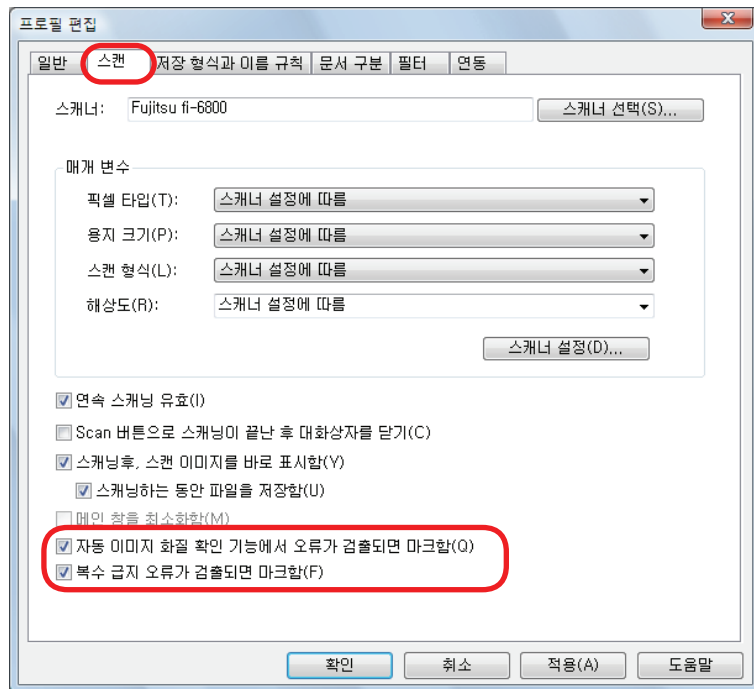 프로필 편집
일반 스캔 저장 형식과 이름 규칙 문서 구분 필터 연동
스캐너: Fujitsu fi-6800 스캐너 선택(S)...
매개 변수
픽셀 타입(T): 스캐너 설정에 따름
용지 크기(P): 스캐너 설정에 따름
스캔 형식(L): 스캐너 설정에 따름
해상도(R): 스캐너 설정에 따름
스캐너 설정(D)...
연속 스캐닝 유효(I)
Scan 버튼으로 스캐닝이 끝난 후 대화상자를 닫기(C)
스캐닝후, 스캔 이미지를 바로 표시함(Y)
스캐닝하는 동안 파일을 저장함(U)
메인 창을 최소화함(M)
자동 이미지 화질 확인 기능에서 오류가 검출되면 마크함(Q)
복수 급지 오류가 검출되면 마크함(F)
확인 취소 적용(A) 도움말